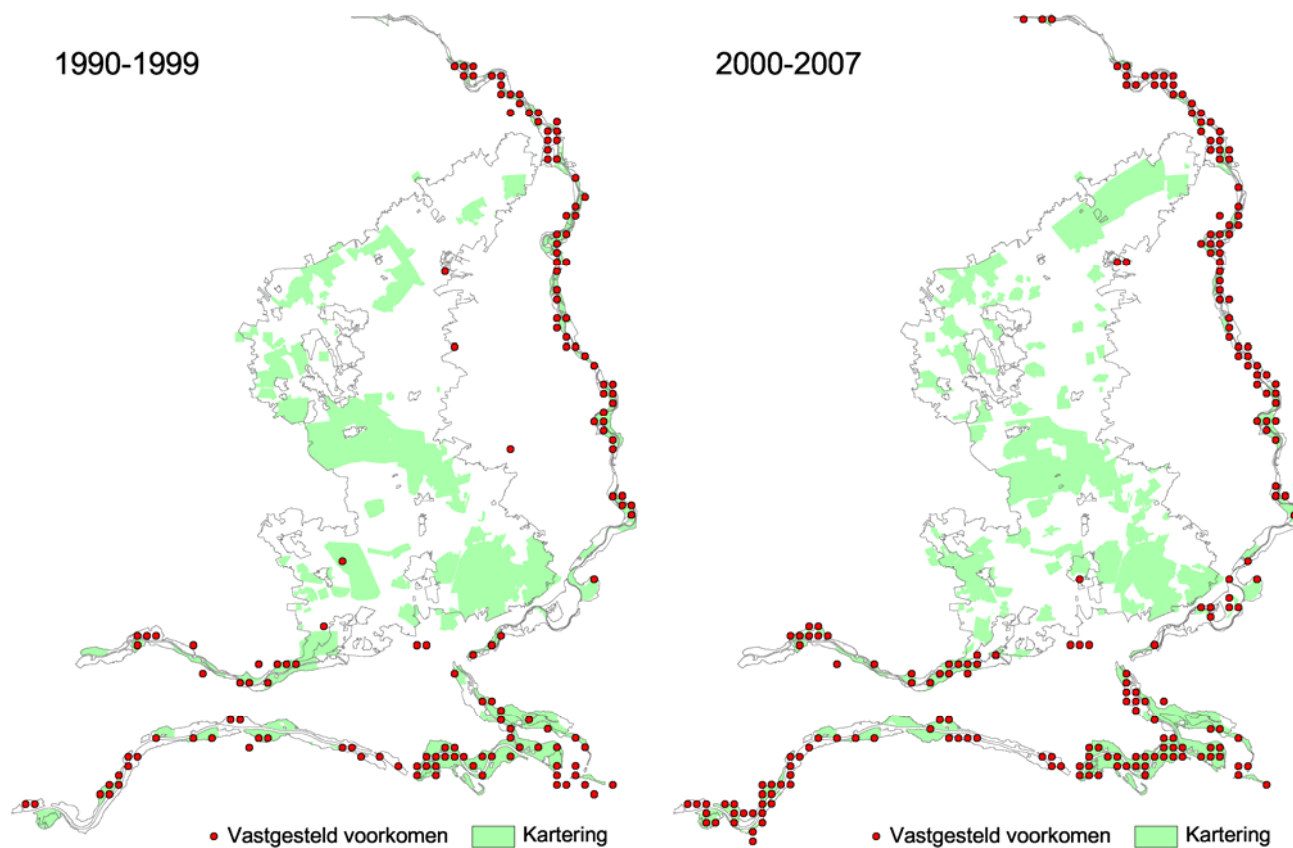 1990-1999
2000-2007
Vastgesteld voorkomen
Kartering
Vastgesteld voorkomen
Kartering